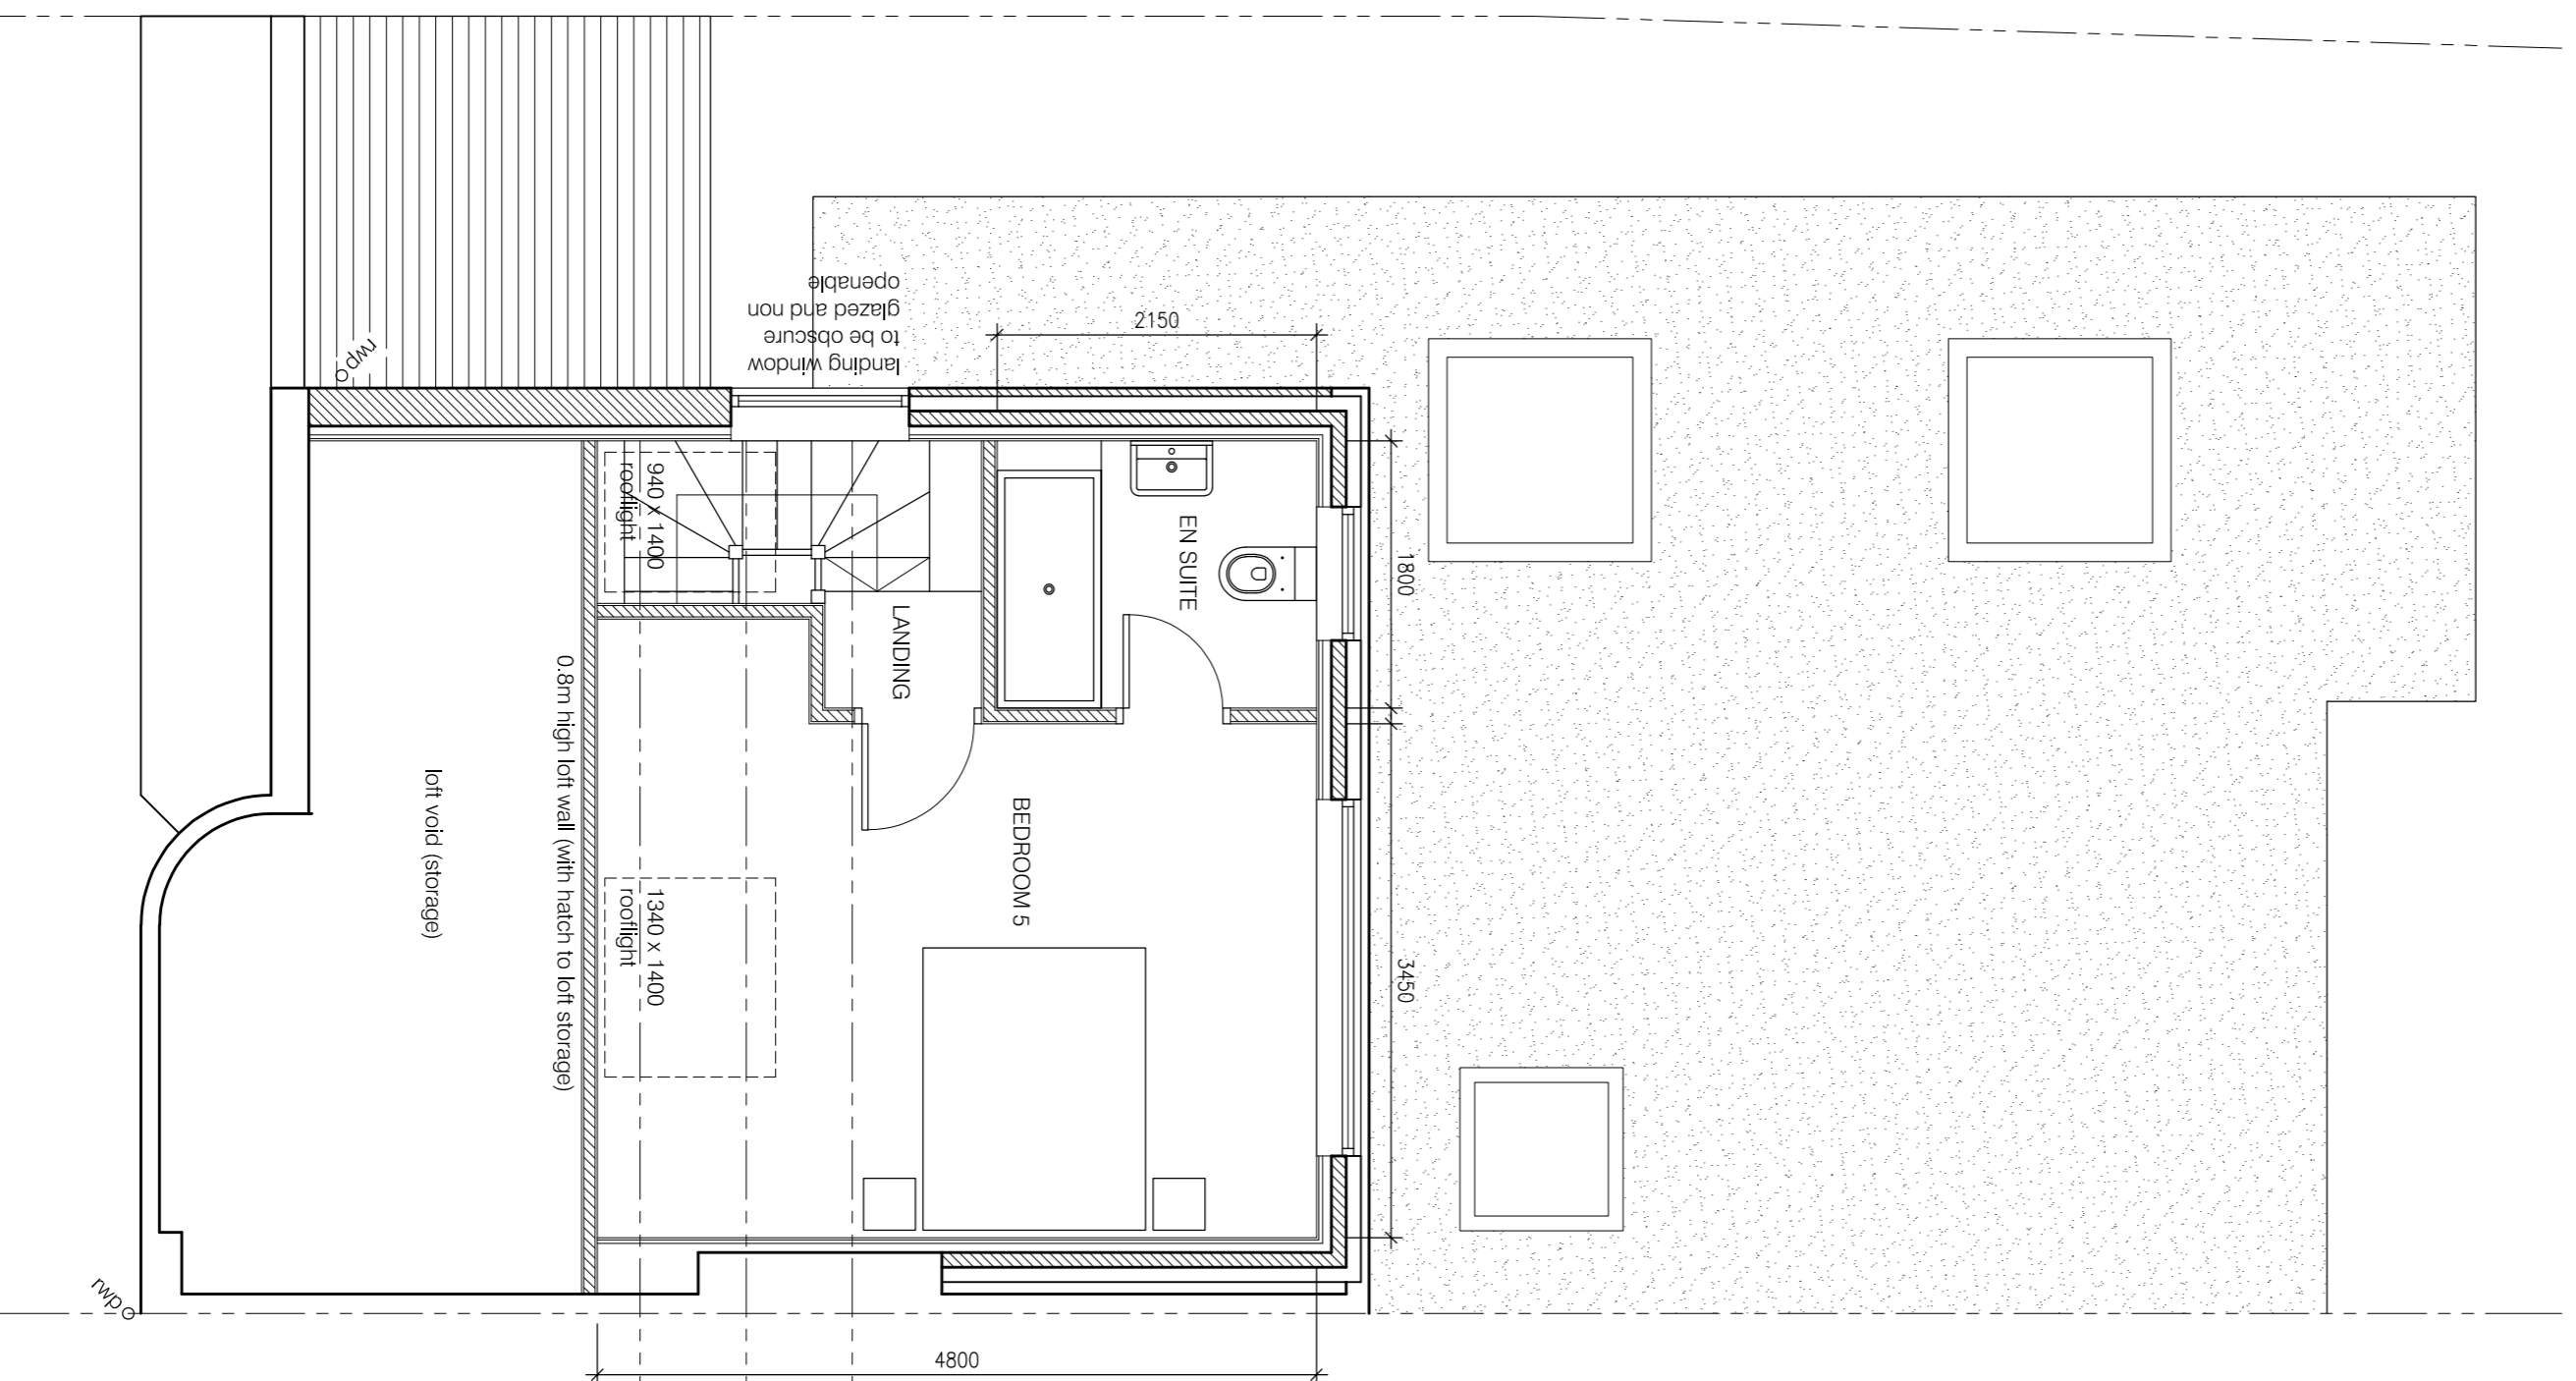 landing window
to be obscure
glazed and non
openable
2150
rwp
940 x 1400
rooflight
EN SUITE
1800
LANDING
0.8m high loft wall (with hatch to loft storage)
loft void (storage)
BEDROOM 5
1340 x 1400
rooflight
3450
rwp
4800